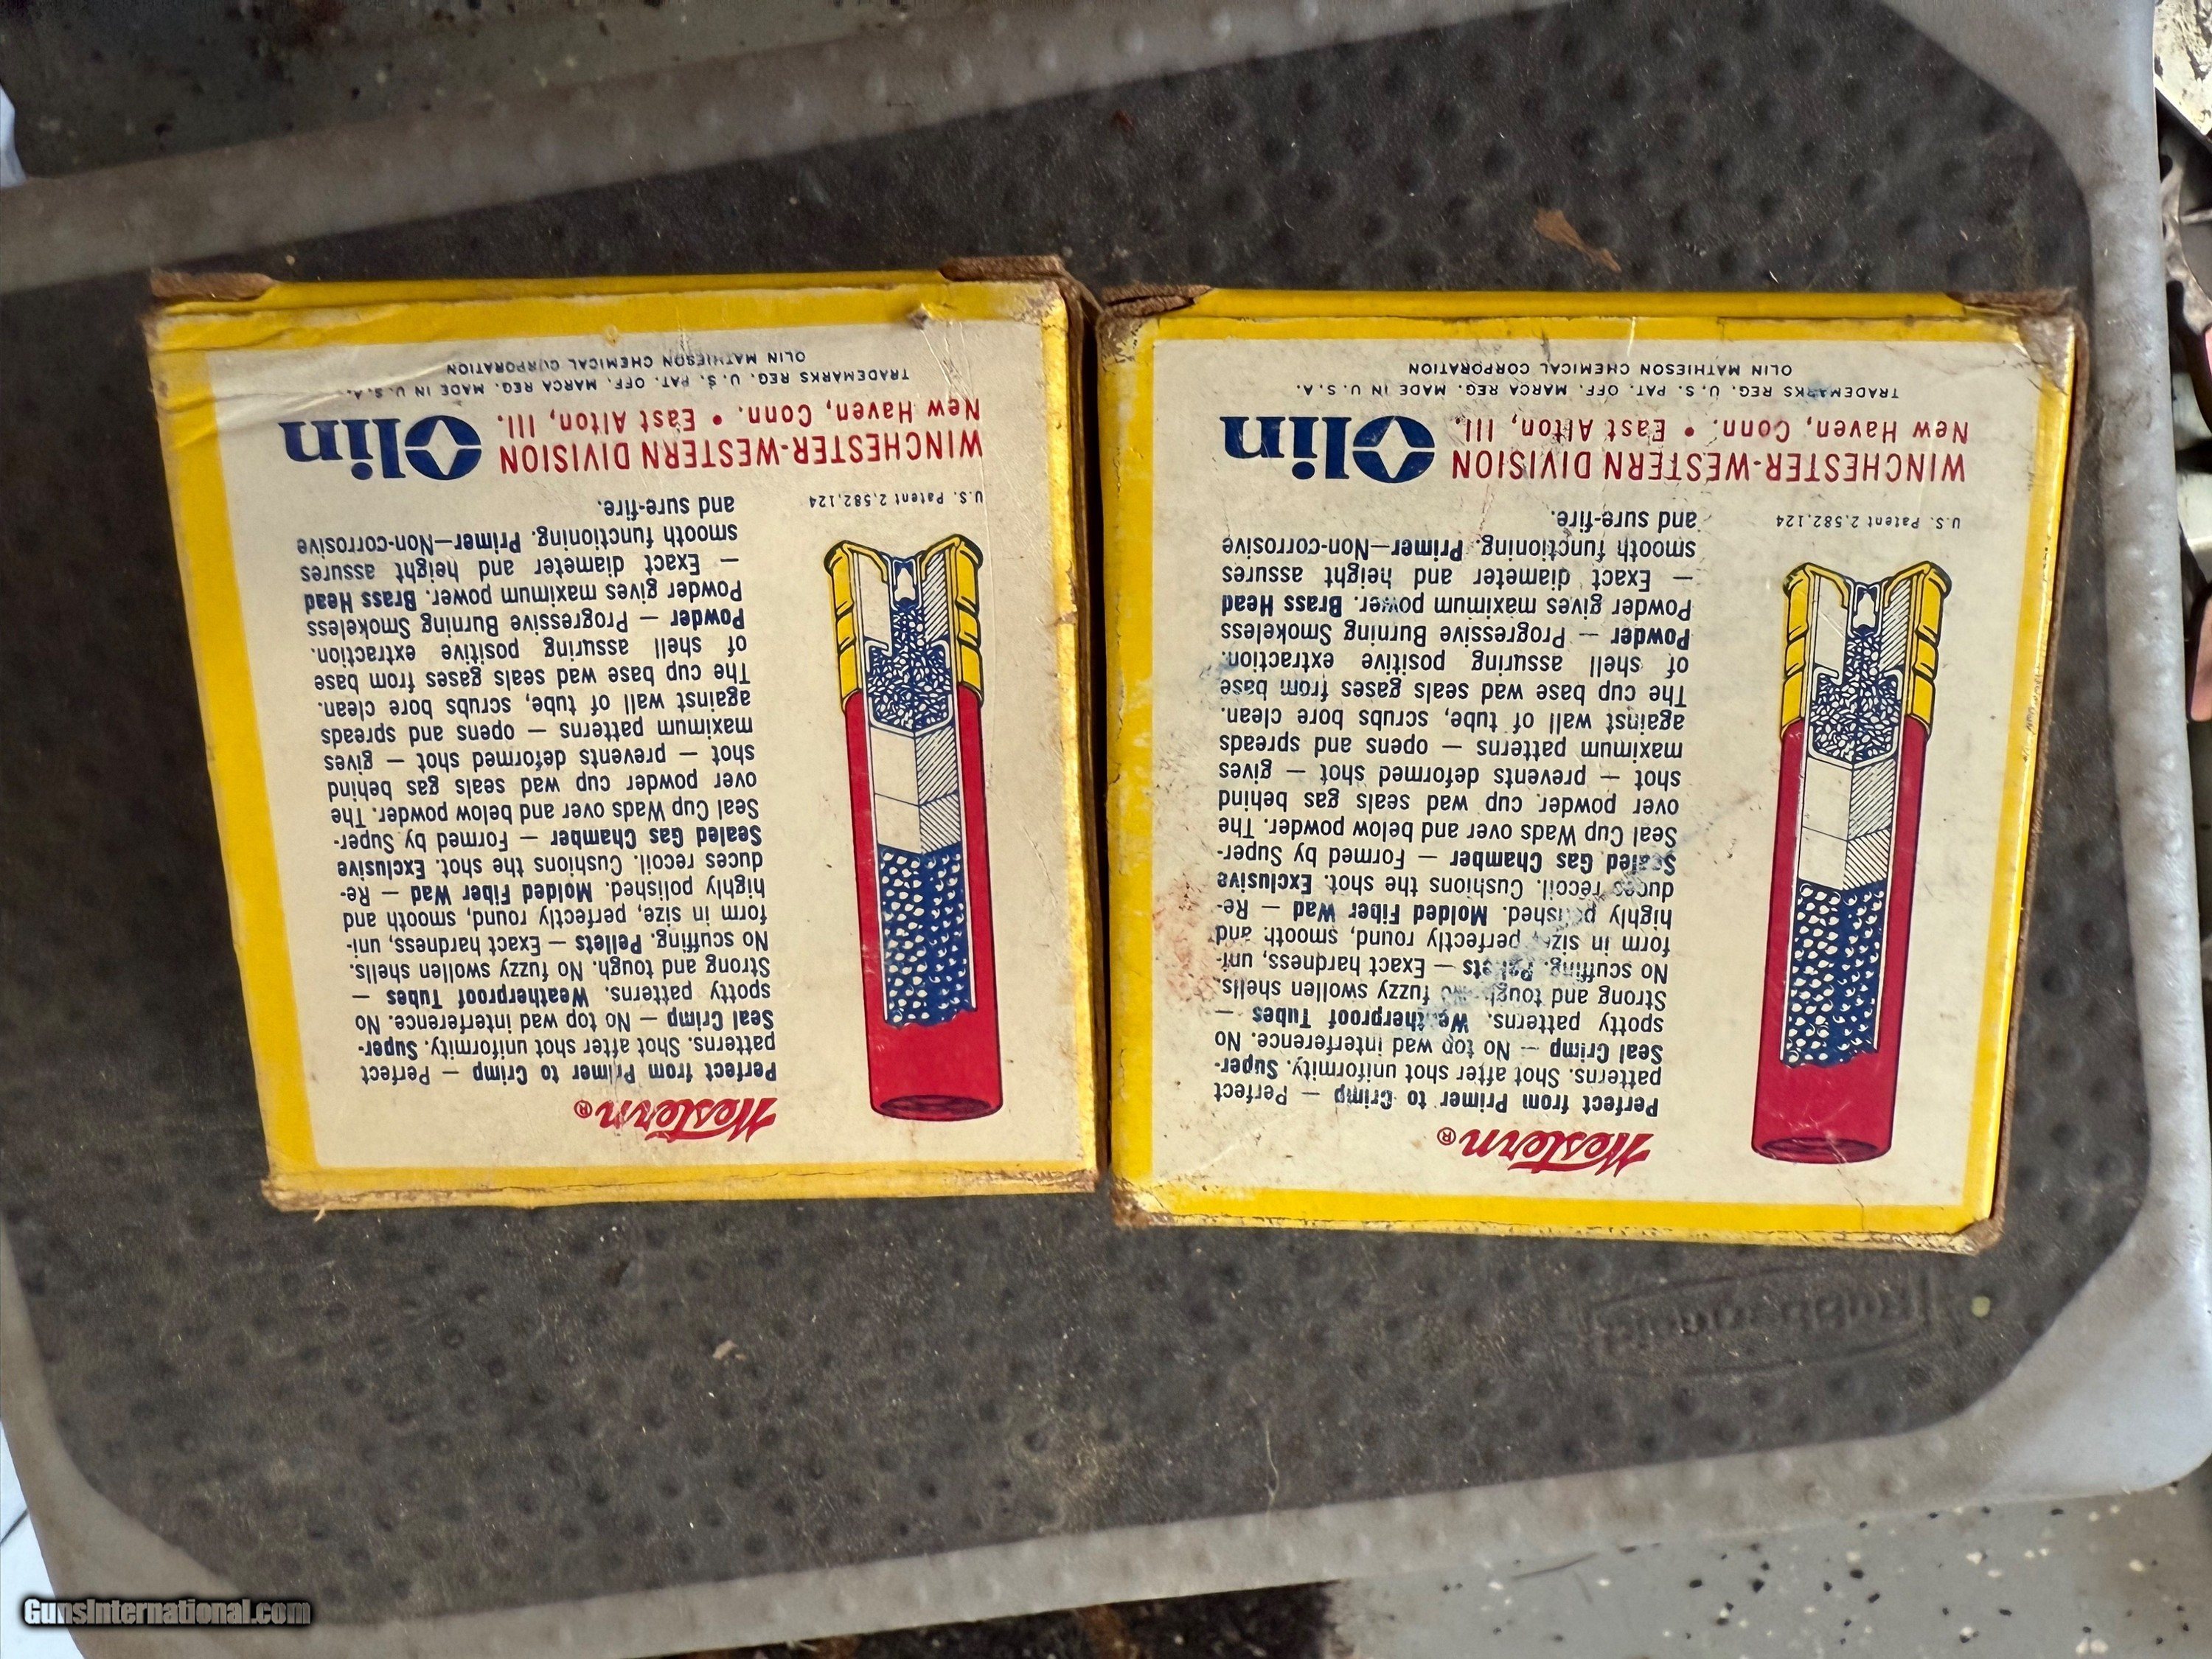 Western®
Perfect from Primer to Crimp — Perfect
patterns. Shot after shot uniformity. Super-
Seal Crimp — No top wad interference. No
spotty patterns. Weatherproof Tubes —
Strong and tough. No fuzzy swollen shells.
No scuffing. Pellets — Exact hardness, uni-
form in size, perfectly round, smooth and
highly polished. Molded Fiber Wad — Re-
duces recoil. Cushions the shot. Exclusive
Sealed Gas Chamber — Formed by Super-
Seal Cup Wads over and below powder. The
over powder cup wad seals gas behind
shot — prevents deformed shot — gives
maximum patterns — opens and spreads
against wall of tube, scrubs bore clean.
The cup base wad seals gases from base
of shell assuring positive extraction.
Powder — Progressive Burning Smokeless
Powder gives maximum power. Brass Head
— Exact diameter and height assures
smooth functioning. Primer—Non-corrosive
and sure-fire.
U.S. Patent 2,582,124
WINCHESTER-WESTERN DIVISION
New Haven, Conn. • East Alton, Ill.
Olin
TRADEMARKS REG. U. S. PAT. OFF. MARCA REG. MADE IN U. S. A.
OLIN MATHIESON CHEMICAL CORPORATION
Western®
Perfect from Primer to Crimp — Perfect
patterns. Shot after shot uniformity. Super-
Seal Crimp — No top wad interference. No
spotty patterns. Weatherproof Tubes —
Strong and tough. No fuzzy swollen shells.
No scuffing. Pellets — Exact hardness, uni-
form in size, perfectly round, smooth and
highly polished. Molded Fiber Wad — Re-
duces recoil. Cushions the shot. Exclusive
Sealed Gas Chamber — Formed by Super-
Seal Cup Wads over and below powder. The
over powder cup wad seals gas behind
shot — prevents deformed shot — gives
maximum patterns — opens and spreads
against wall of tube, scrubs bore clean.
The cup base wad seals gases from base
of shell assuring positive extraction.
Powder — Progressive Burning Smokeless
Powder gives maximum power. Brass Head
— Exact diameter and height assures
smooth functioning. Primer—Non-corrosive
and sure-fire.
U.S. Patent 2,582,124
WINCHESTER-WESTERN DIVISION
New Haven, Conn. • East Alton, Ill.
Olin
TRADEMARKS REG. U. S. PAT. OFF. MARCA REG. MADE IN U. S. A.
OLIN MATHIESON CHEMICAL CORPORATION
Rubbermaid
GunsInternational.com